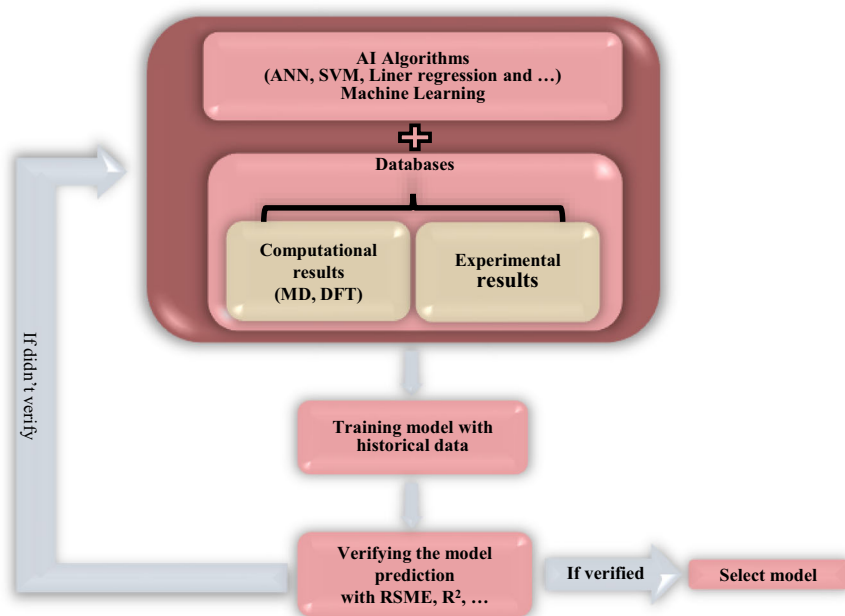 AI Algorithms
(ANN, SVM, Liner regression and …)
Machine Learning
Databases
Computational
results
(MD, DFT)
Experimental
results
If didn’t verify
Training model with
historical data
Verifying the model
prediction
with RSME, R², …
If verified
Select model